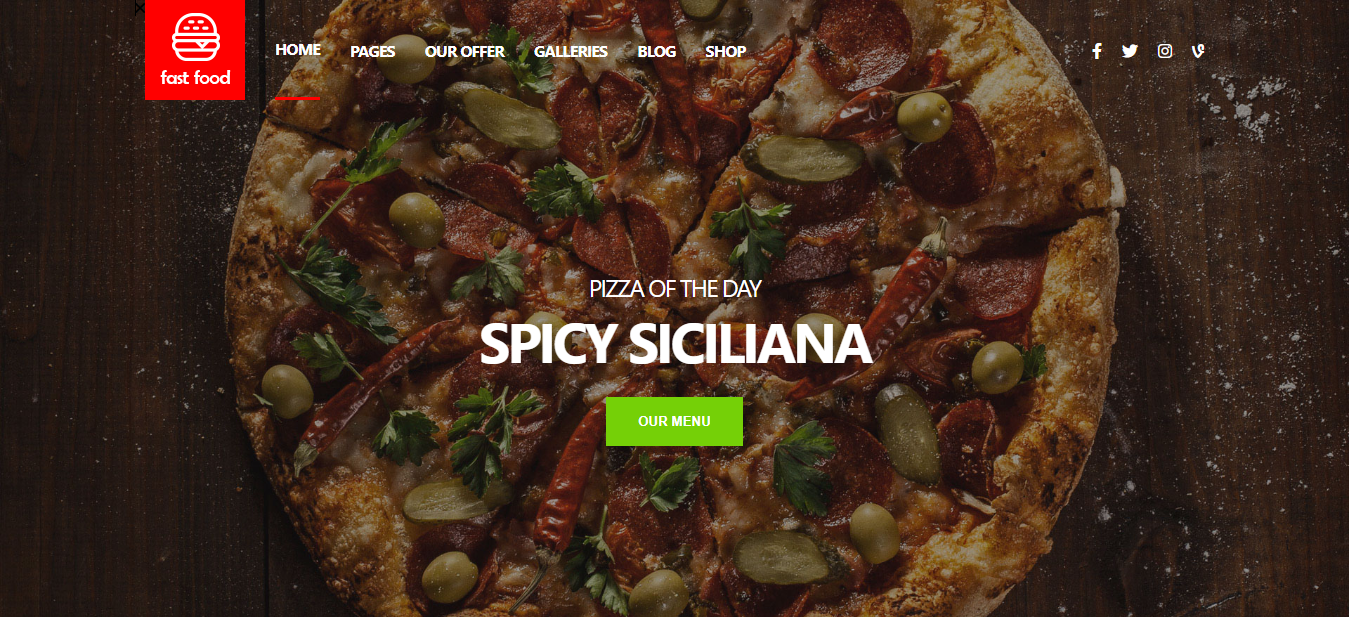 fast food
HOME PAGES OUR OFFER GALLERIES BLOG SHOP
PIZZA OF THE DAY
SPICY SICILIANA
OUR MENU